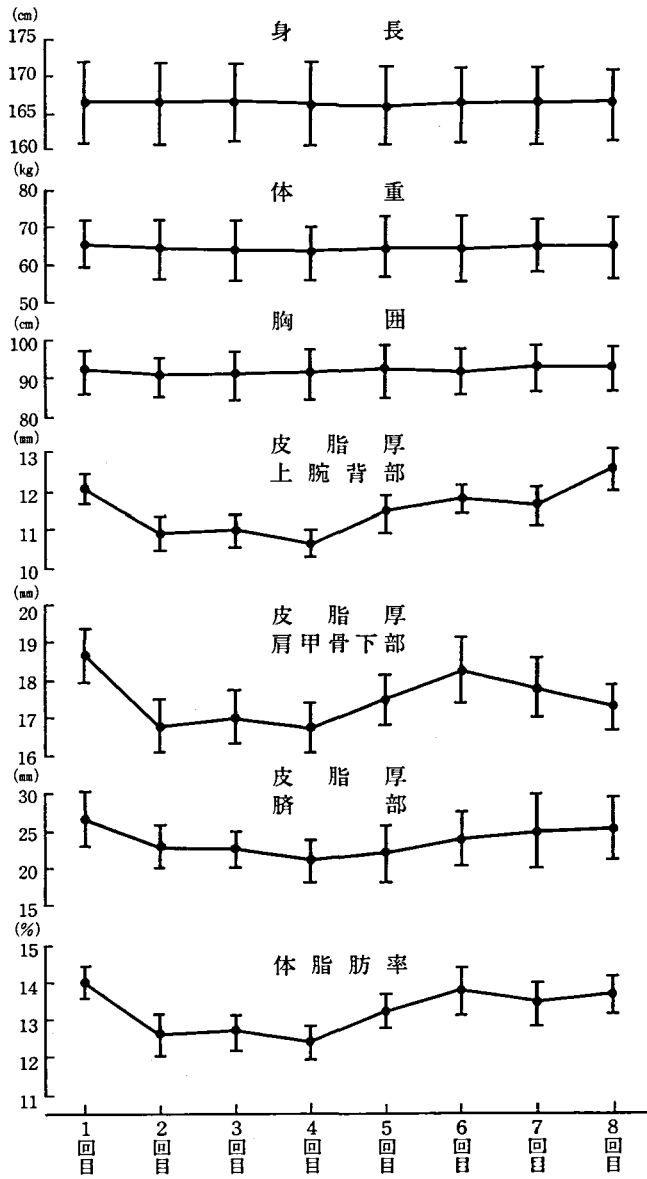 (cm)
175
身長
170
165
160
(kg)
80
体重
70
60
50
(cm)
胸囲
100
90
80
(mm)
皮脂厚
13
上腕背部
12
11
10
(mm)
20
皮脂厚
19
肩甲骨下部
18
17
16
(mm)
皮脂厚
30
臍部
25
20
15
(%)
15
体脂肪率
14
13
12
11
1回目 2回目 3回目 4回目 5回目 6回目 7回目 8回目